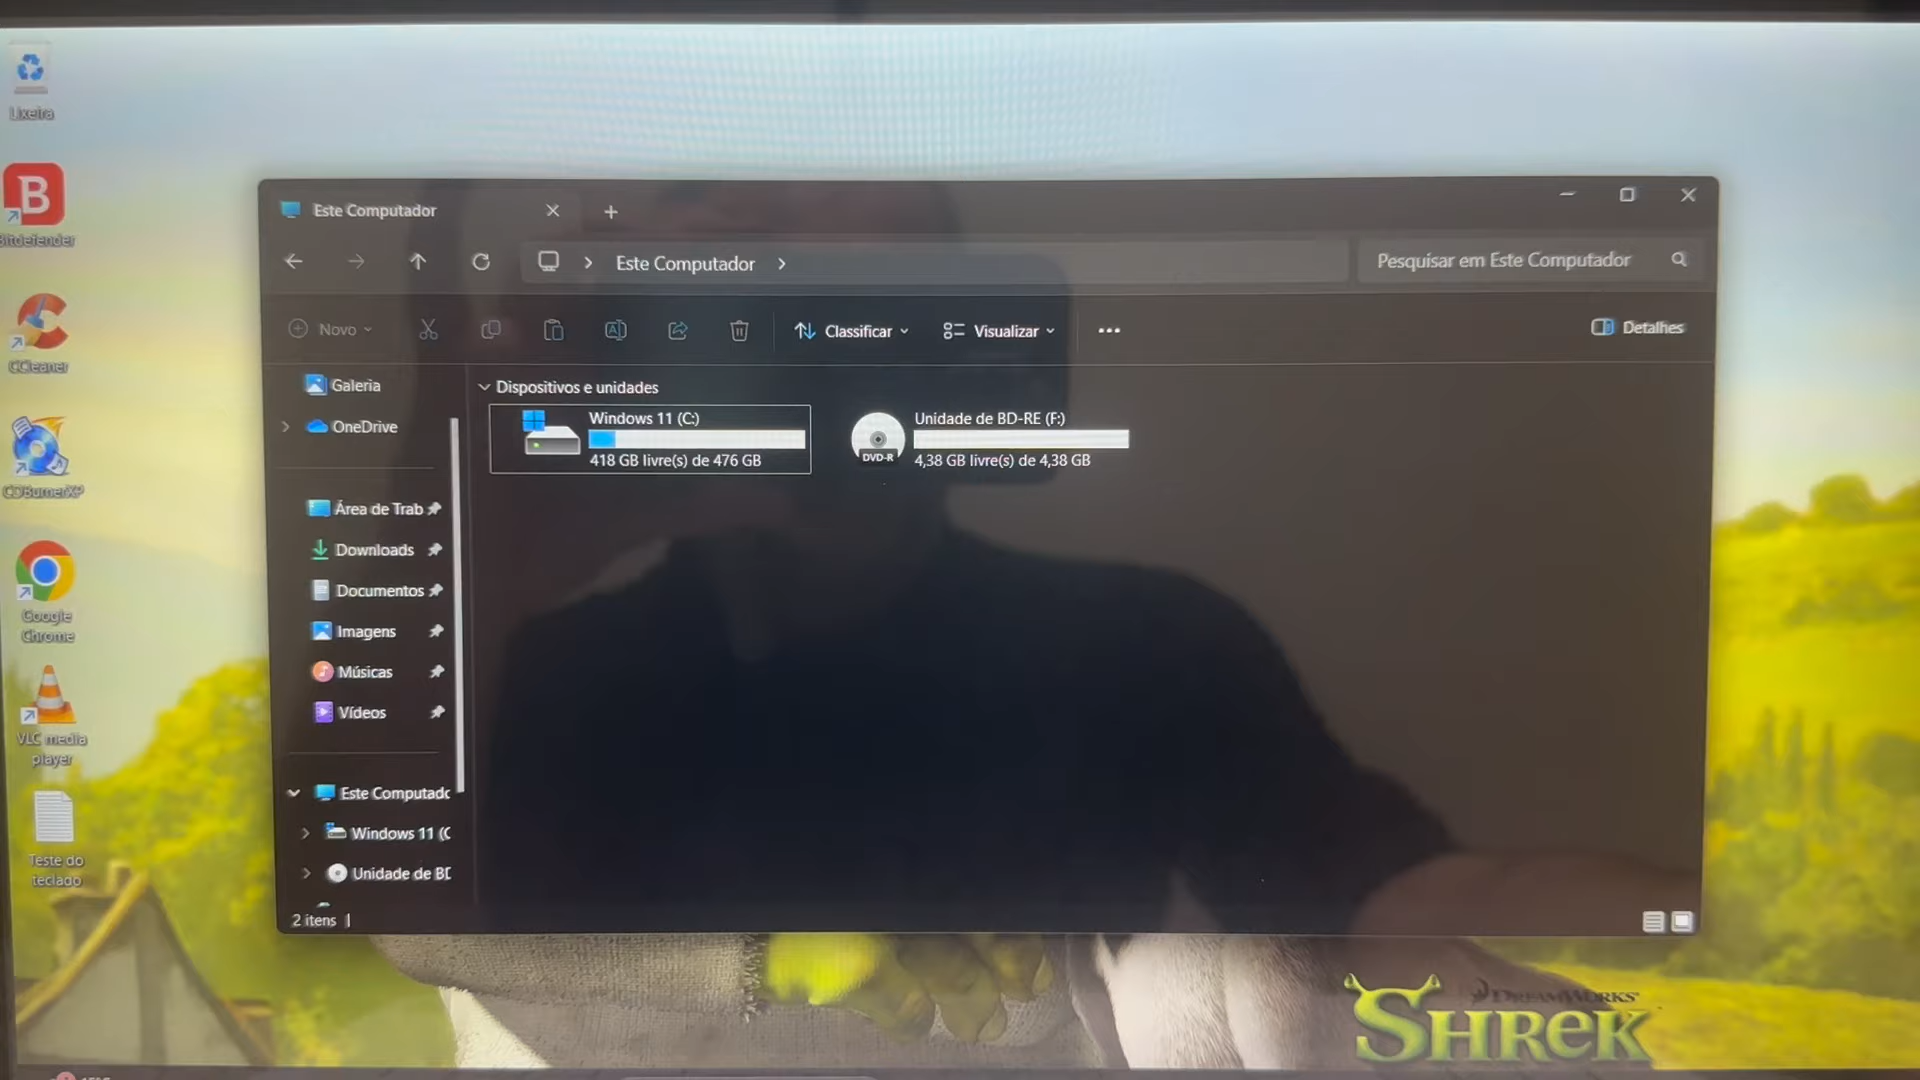 Lixeira
Bitdefender
CCleaner
CDBurnerXP
Google
Chrome
VLC media
player
Teste do
teclado
Este Computador
Este Computador
Pesquisar em Este Computador
Novo
Classificar
Visualizar
Detalhes
Galeria
OneDrive
Área de Trab
Downloads
Documentos
Imagens
Músicas
Vídeos
Este Computadc
Windows 11 (C
Unidade de BD
Dispositivos e unidades
Windows 11 (C:)
418 GB livre(s) de 476 GB
DVD-R
Unidade de BD-RE (F:)
4,38 GB livre(s) de 4,38 GB
2 itens
DREAMWORKS
SHREK